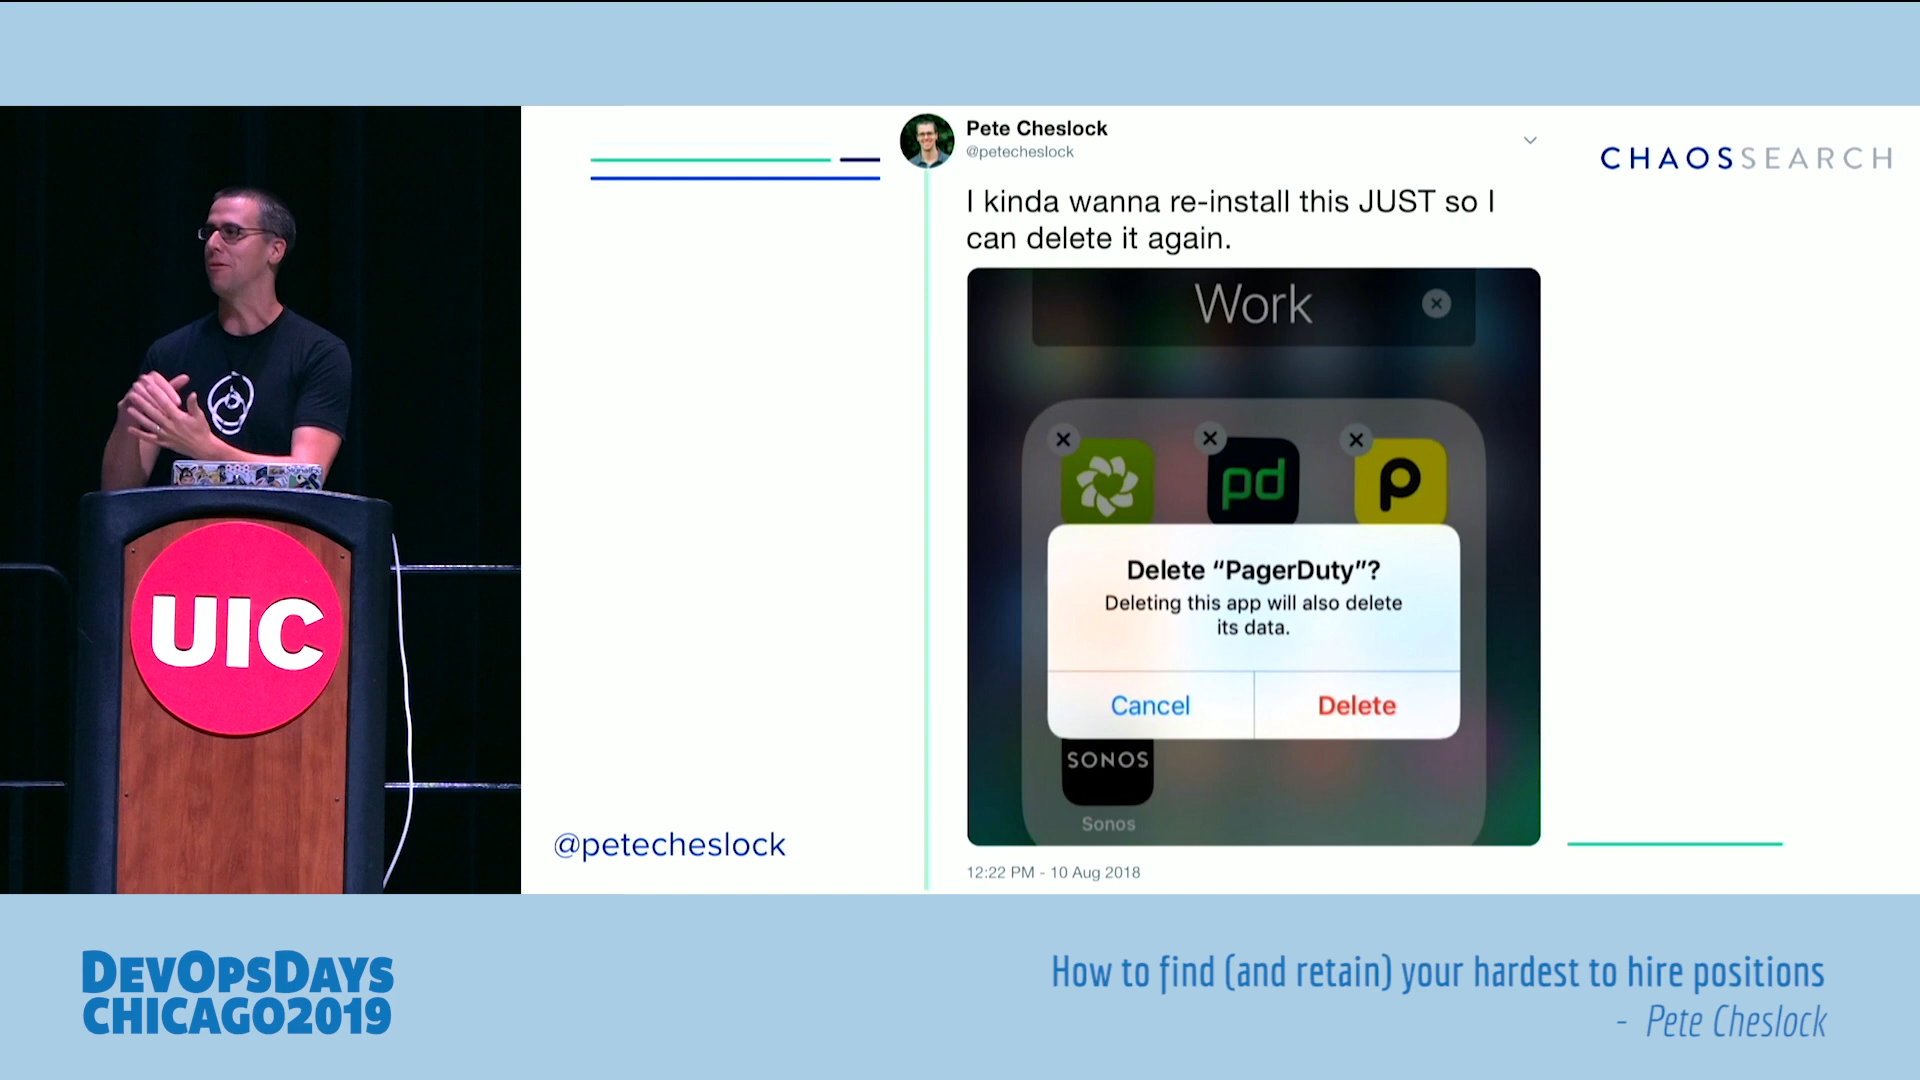 Pete Cheslock
@petecheslock
CHAOSSEARCH
I kinda wanna re-install this JUST so I
can delete it again.
Work
pd
p
Delete “PagerDuty”?
Deleting this app will also delete
its data.
Cancel
Delete
SONOS
Sonos
@petecheslock
12:22 PM - 10 Aug 2018
UIC
SignalFx
DEVOPSDAYS
CHICAGO2019
How to find (and retain) your hardest to hire positions
- Pete Cheslock